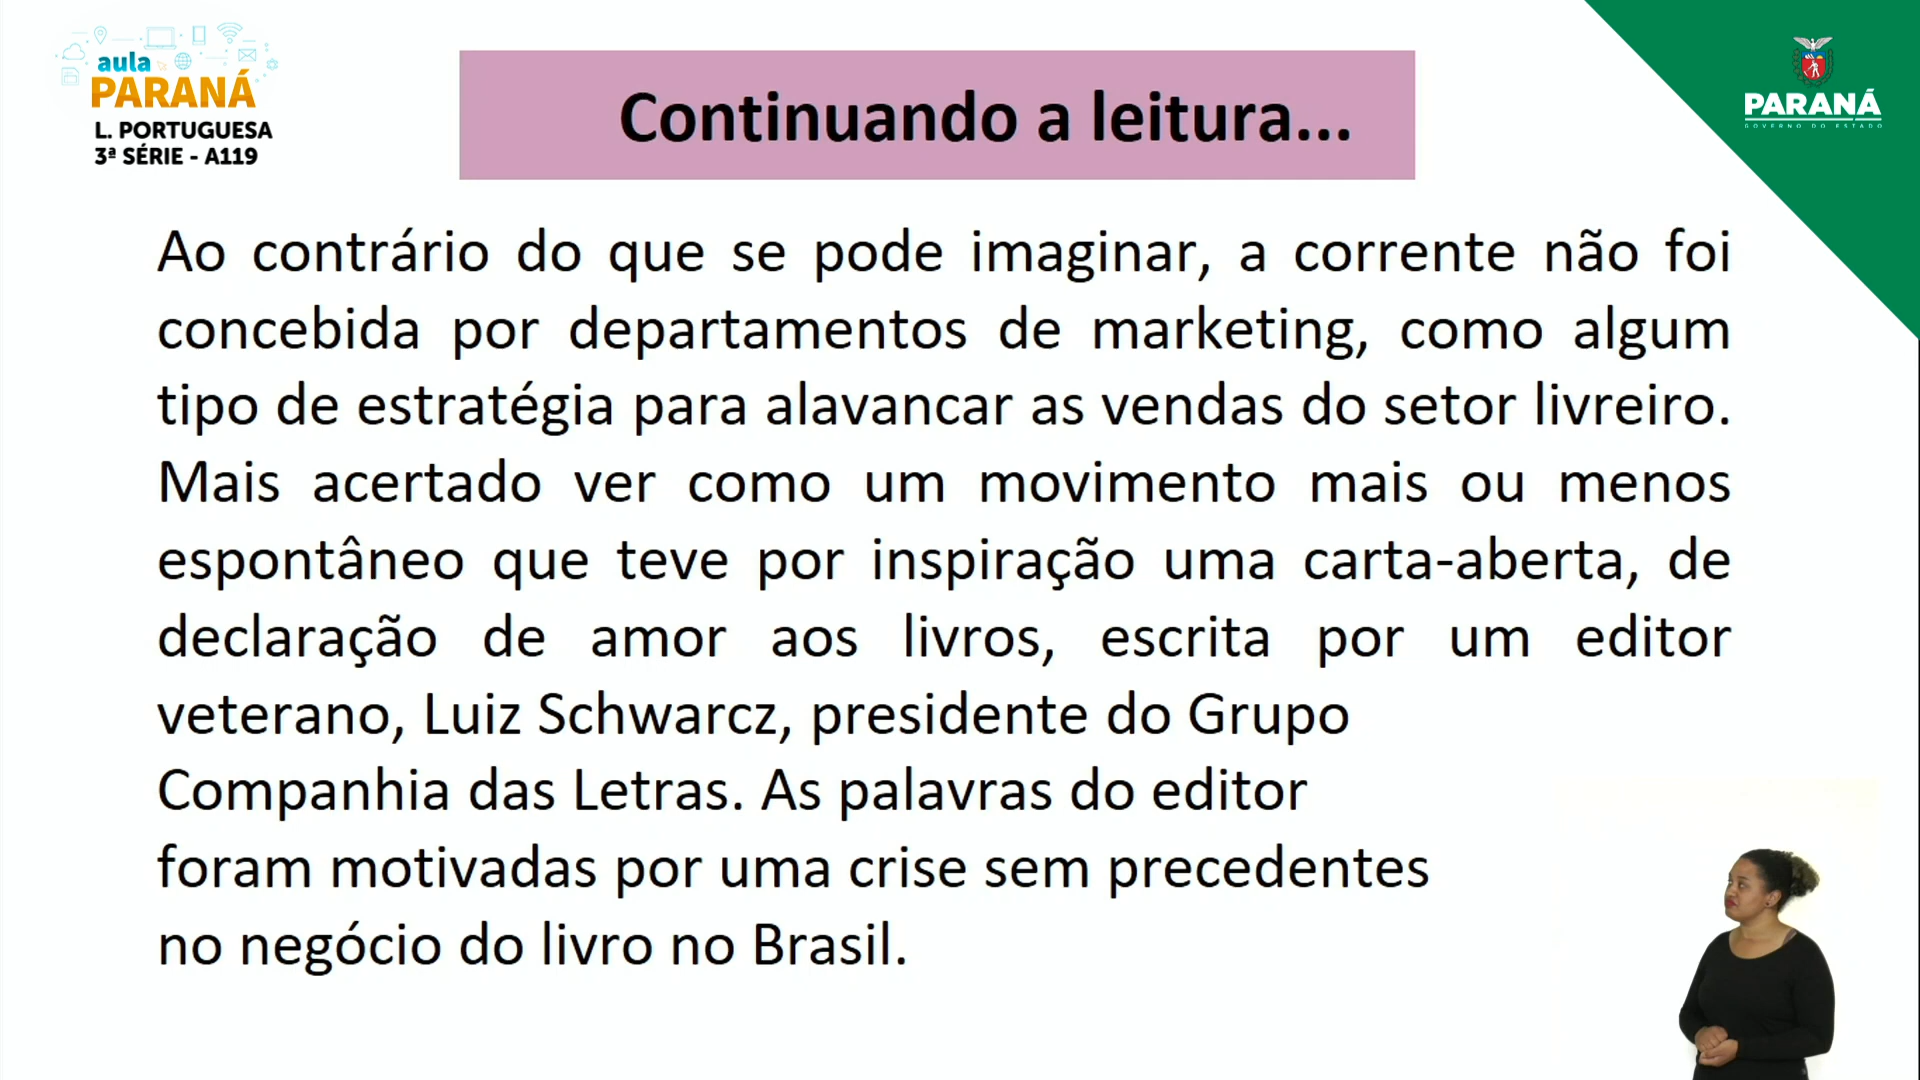 aula
PARANÁ
L. PORTUGUESA
3ª SÉRIE - A119
Continuando a leitura...
PARANÁ
GOVERNO DO ESTADO
Ao contrário do que se pode imaginar, a corrente não foi
concebida por departamentos de marketing, como algum
tipo de estratégia para alavancar as vendas do setor livreiro.
Mais acertado ver como um movimento mais ou menos
espontâneo que teve por inspiração uma carta-aberta, de
declaração de amor aos livros, escrita por um editor
veterano, Luiz Schwarcz, presidente do Grupo
Companhia das Letras. As palavras do editor
foram motivadas por uma crise sem precedentes
no negócio do livro no Brasil.